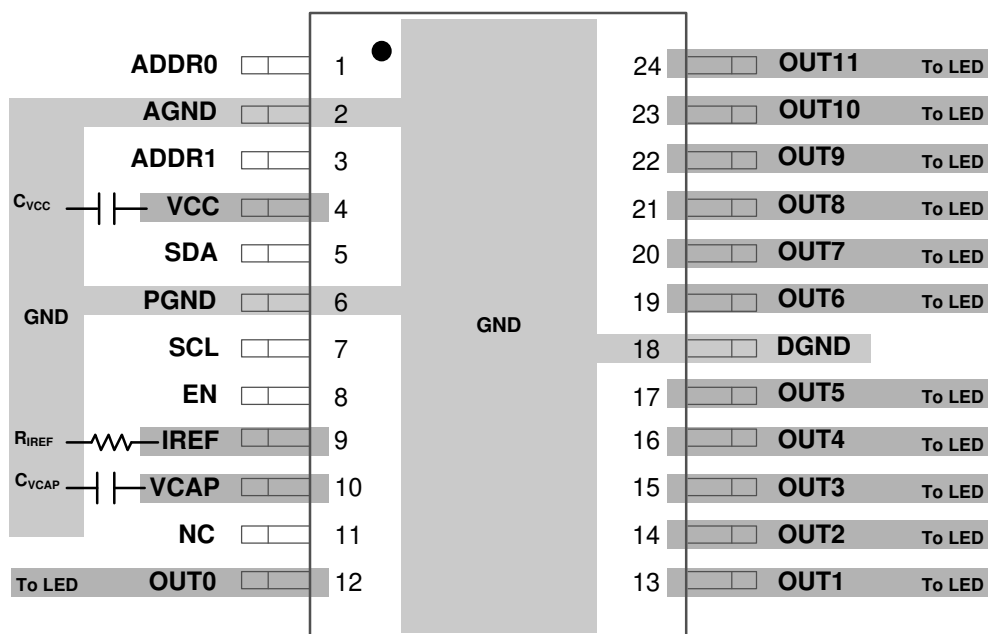 ADDR0 1 24 OUT11 To LED
AGND 2 23 OUT10 To LED
ADDR1 3 22 OUT9 To LED
CVCC VCC 4 21 OUT8 To LED
SDA 5 20 OUT7 To LED
PGND 6 19 OUT6 To LED
GND GND
SCL 7 18 DGND
EN 8 17 OUT5 To LED
RIREF IREF 9 16 OUT4 To LED
CVCAP VCAP 10 15 OUT3 To LED
NC 11 14 OUT2 To LED
To LED OUT0 12 13 OUT1 To LED